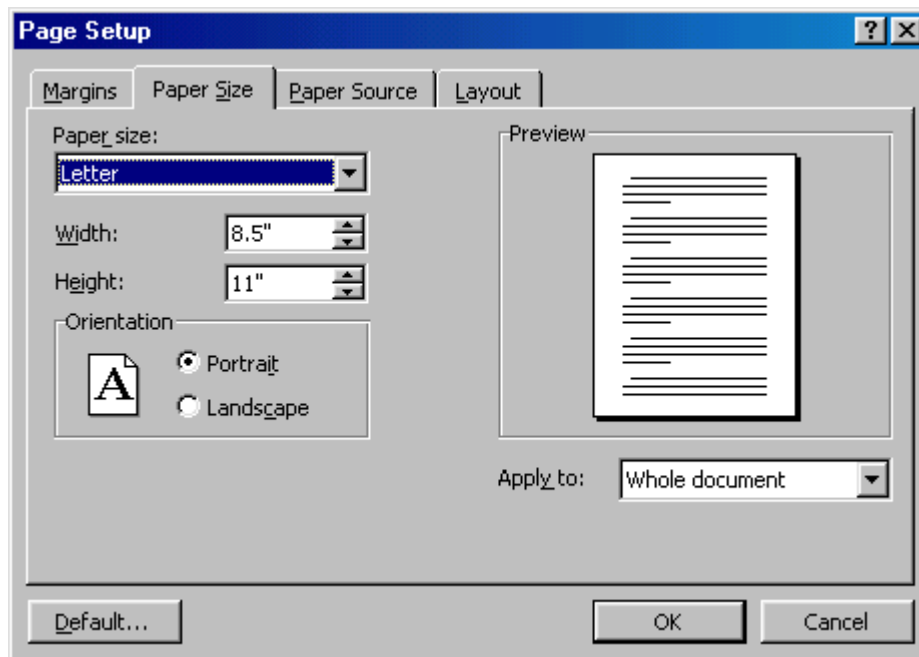 Page Setup
Margins
Paper Size
Paper Source
Layout
Paper size:
Letter
Width:
8.5"
Height:
11"
Orientation
A
Portrait
Landscape
Preview
Apply to:
Whole document
Default...
OK
Cancel